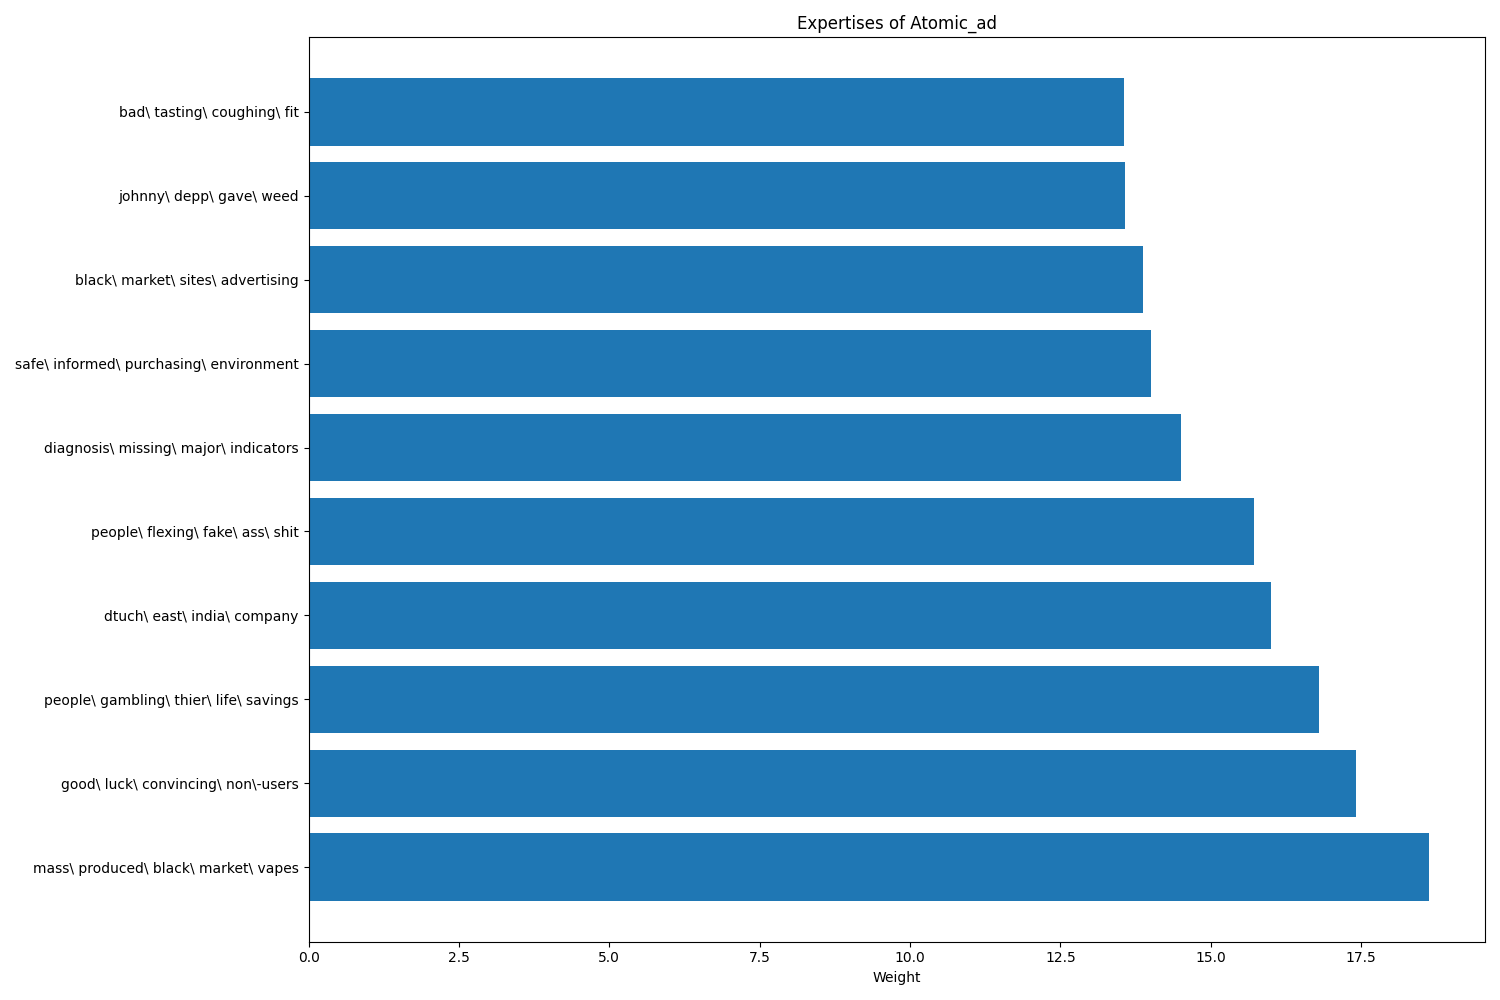 Expertises of Atomic_ad
bad\ tasting\ coughing\ fit
johnny\ depp\ gave\ weed
black\ market\ sites\ advertising
safe\ informed\ purchasing\ environment
diagnosis\ missing\ major\ indicators
people\ flexing\ fake\ ass\ shit
dtuch\ east\ india\ company
people\ gambling\ thier\ life\ savings
good\ luck\ convincing\ non\-users
mass\ produced\ black\ market\ vapes
0.0 2.5 5.0 7.5 10.0 12.5 15.0 17.5
Weight